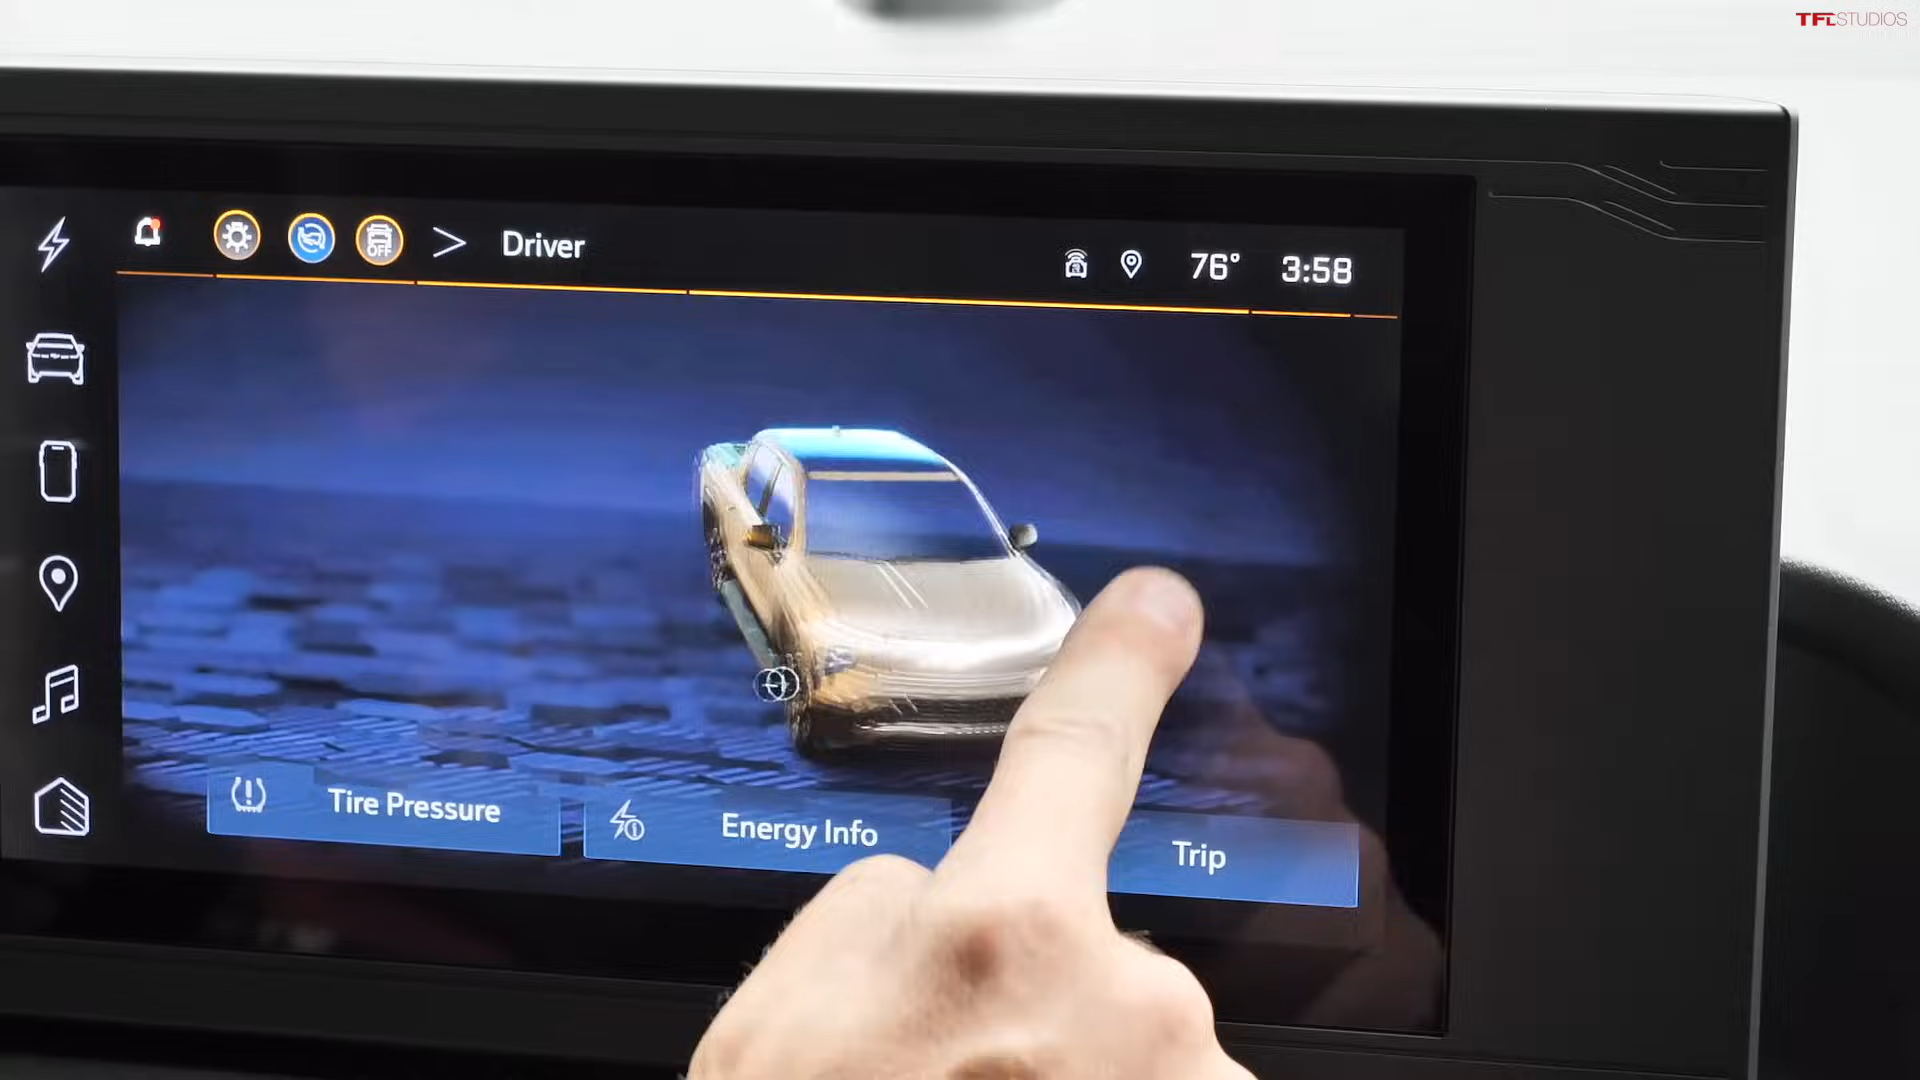 TFLSTUDIOS
OFF
Driver
76°
3:58
Tire Pressure
Energy Info
Trip